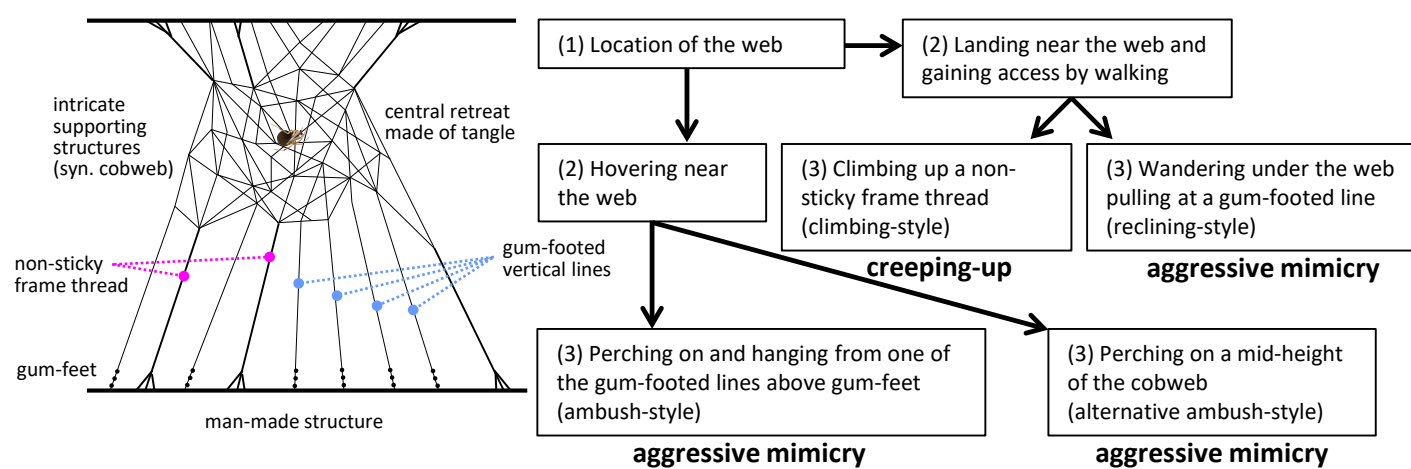 intricate
supporting
structures
(syn. cobweb)
central retreat
made of tangle
non-sticky
frame thread
gum-footed
vertical lines
gum-feet
man-made structure
(1) Location of the web
(2) Landing near the web and
gaining access by walking
(2) Hovering near
the web
(3) Climbing up a non-
sticky frame thread
(climbing-style)
creeping-up
(3) Wandering under the web
pulling at a gum-footed line
(reclining-style)
aggressive mimicry
(3) Perching on and hanging from one of
the gum-footed lines above gum-feet
(ambush-style)
aggressive mimicry
(3) Perching on a mid-height
of the cobweb
(alternative ambush-style)
aggressive mimicry